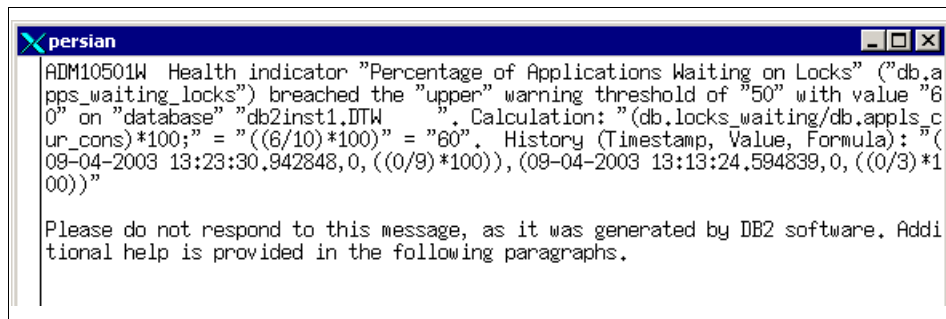 persian
ADM10501W  Health indicator "Percentage of Applications Waiting on Locks" ("db.a
pps_waiting_locks") breached the "upper" warning threshold of "50" with value "6
0" on "database" "db2inst1.DTW     ". Calculation: "(db.locks_waiting/db.appls_c
ur_cons)*100;" = "((6/10)*100)" = "60".  History (Timestamp, Value, Formula): "(
09-04-2003 13:23:30.942848,0,((0/9)*100)),(09-04-2003 13:13:24.594839,0,((0/3)*1
00))"
Please do not respond to this message, as it was generated by DB2 software. Addi
tional help is provided in the following paragraphs.